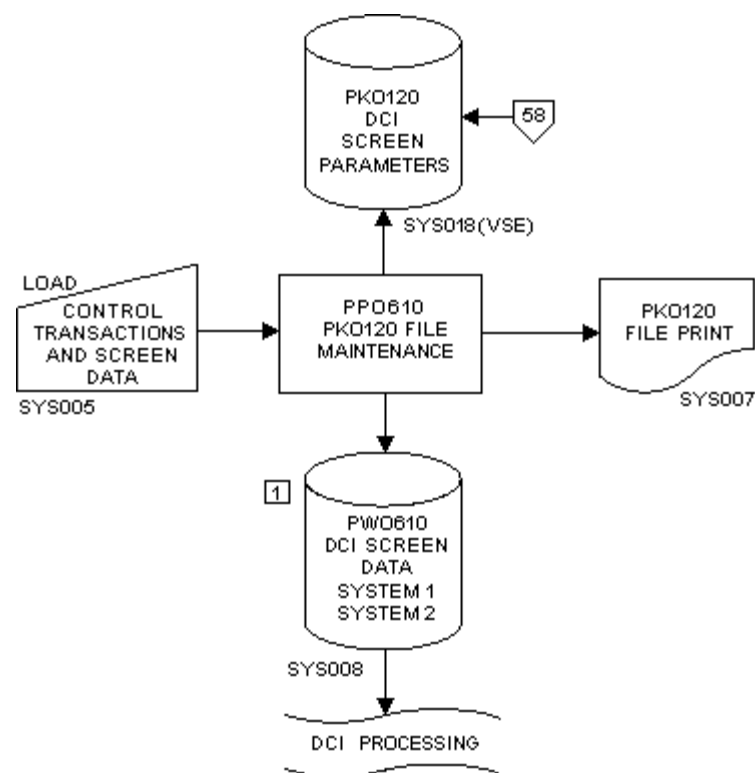 PKO120
DCI
SCREEN
PARAMETERS
58
SYS018(VSE)
LOAD
CONTROL
TRANSACTIONS
AND SCREEN
DATA
SYS005
PPO610
PKO120 FILE
MAINTENANCE
PKO120
FILE PRINT
SYS007
1
PWO610
DCI SCREEN
DATA
SYSTEM 1
SYSTEM 2
SYS008
DCI PROCESSING